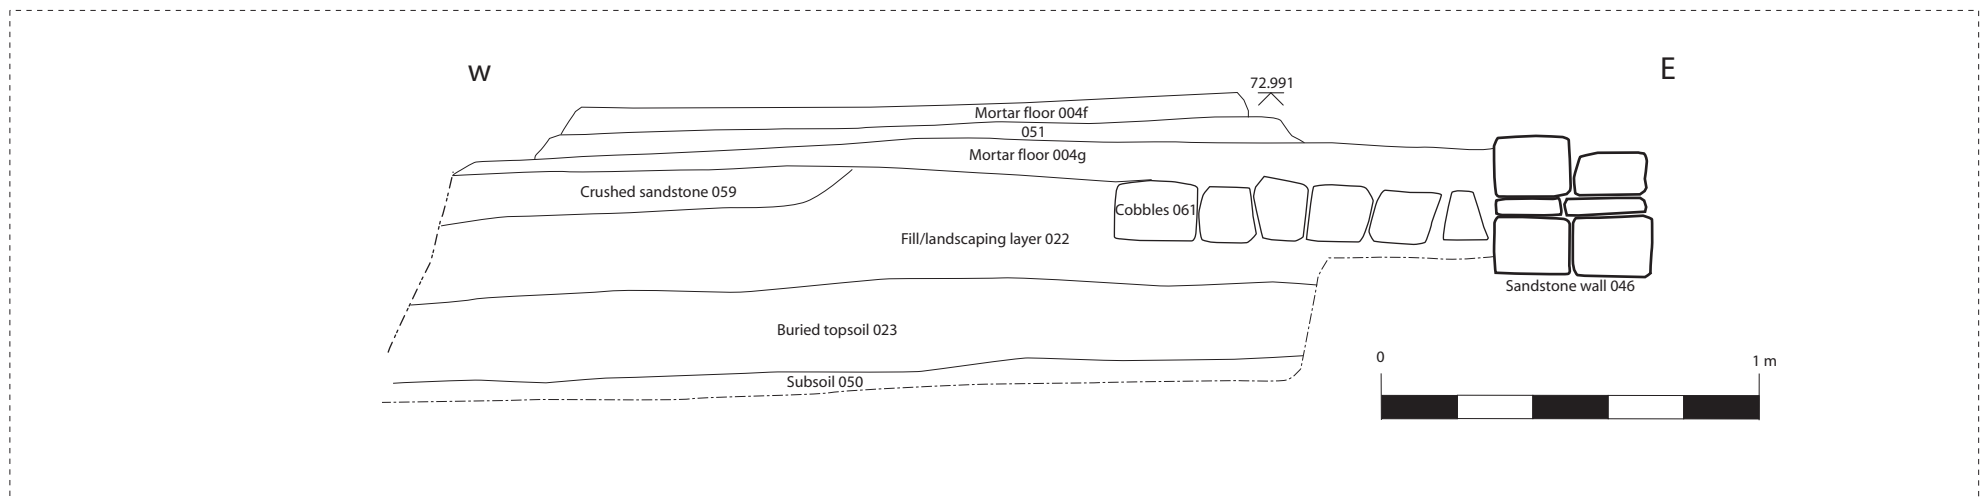 W
E
72.991
Mortar floor 004f
051
Mortar floor 004g
Crushed sandstone 059
Cobbles 061
Fill/landscaping layer 022
Sandstone wall 046
Buried topsoil 023
0
1 m
Subsoil 050